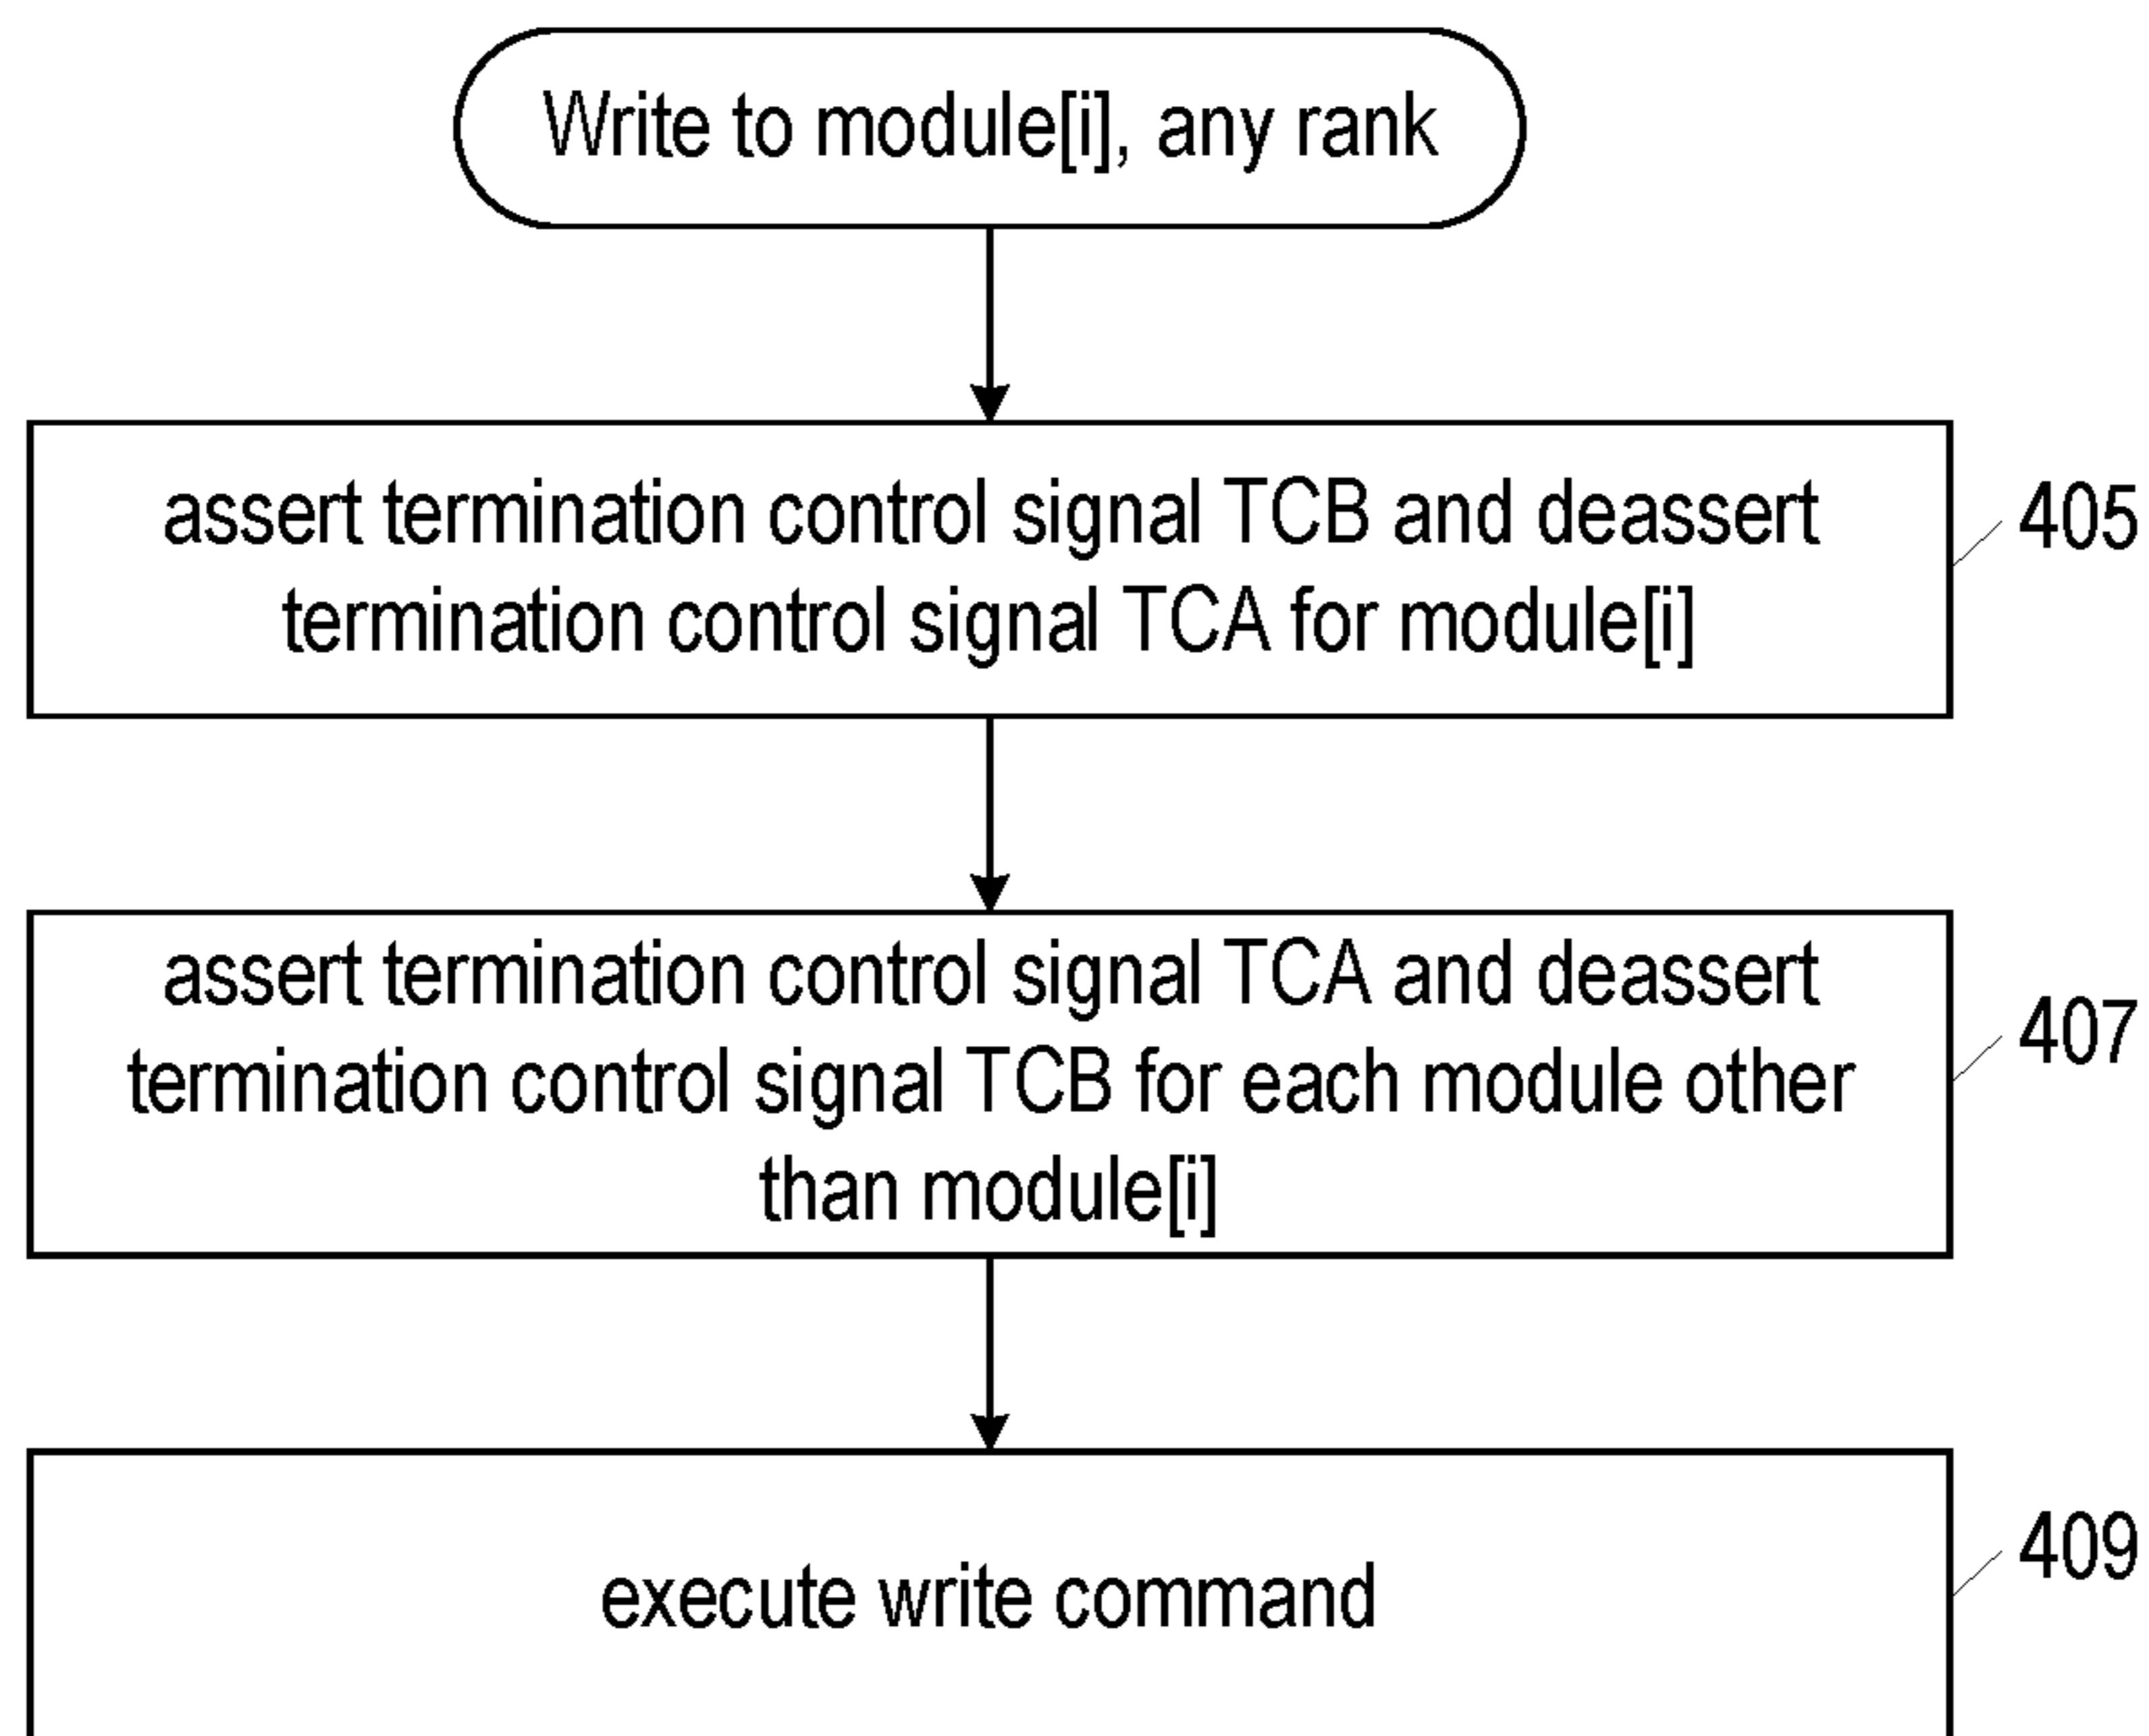 Write to module[i], any rank
assert termination control signal TCB and deassert
termination control signal TCA for module[i]
405
assert termination control signal TCA and deassert
termination control signal TCB for each module other
than module[i]
407
execute write command
409